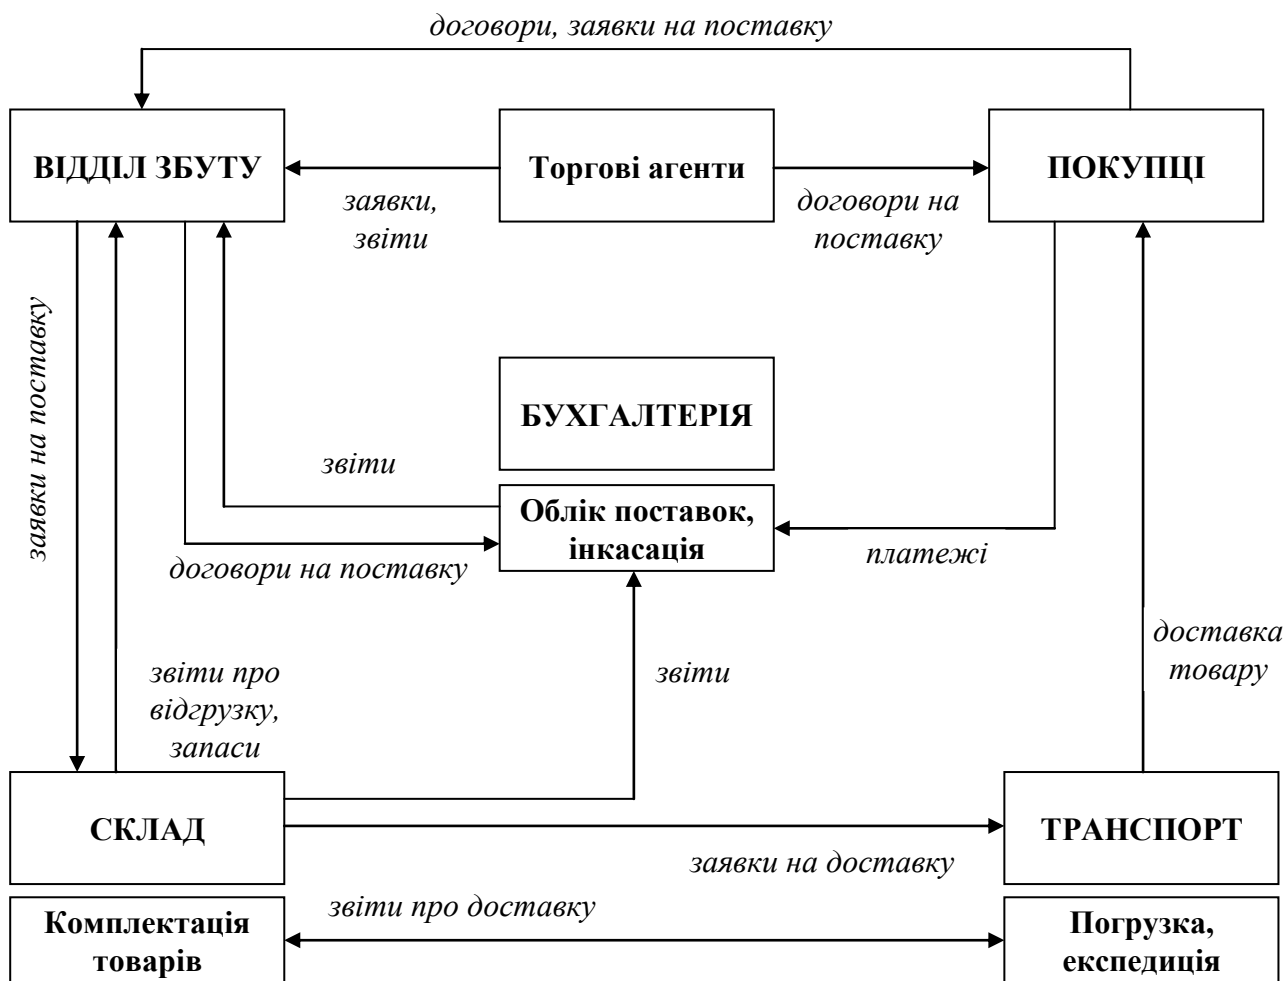 договори, заявки на поставку
ВІДДІЛ ЗБУТУ
Торгові агенти
ПОКУПЦІ
заявки,
звіти
договори на
поставку
заявки на поставку
БУХГАЛТЕРІЯ
звіти
Облік поставок,
інкасація
договори на поставку
платежі
звіти про
відгрузку,
запаси
звіти
доставка
товару
СКЛАД
ТРАНСПОРТ
заявки на доставку
Комплектація
товарів
звіти про доставку
Погрузка,
експедиція